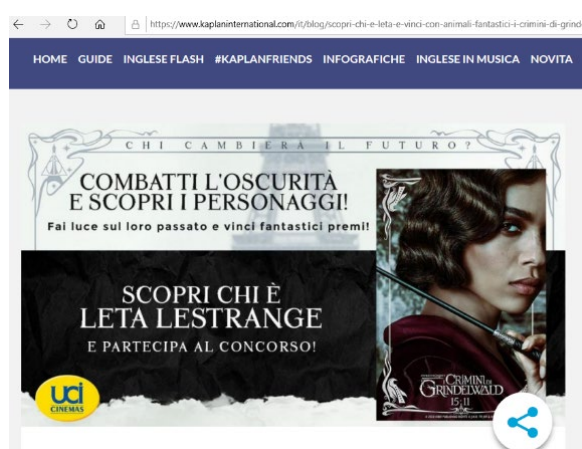 https://www.kaplaninternational.com/it/blog/scopri-chi-e-leta-e-vinci-con-animali-fantastici-i-crimini-di-grinde
HOME GUIDE INGLESE FLASH #KAPLANFRIENDS INFOGRAFICHE INGLESE IN MUSICA NOVITA
CHI CAMBIERÀ IL FUTURO?
COMBATTI L'OSCURITÀ
E SCOPRI I PERSONAGGI!
Fai luce sul loro passato e vinci fantastici premi!
SCOPRI CHI È
LETA LESTRANGE
E PARTECIPA AL CONCORSO!
UCI
CINEMAS
I CRIMINI DI
GRINDELWALD
15|11